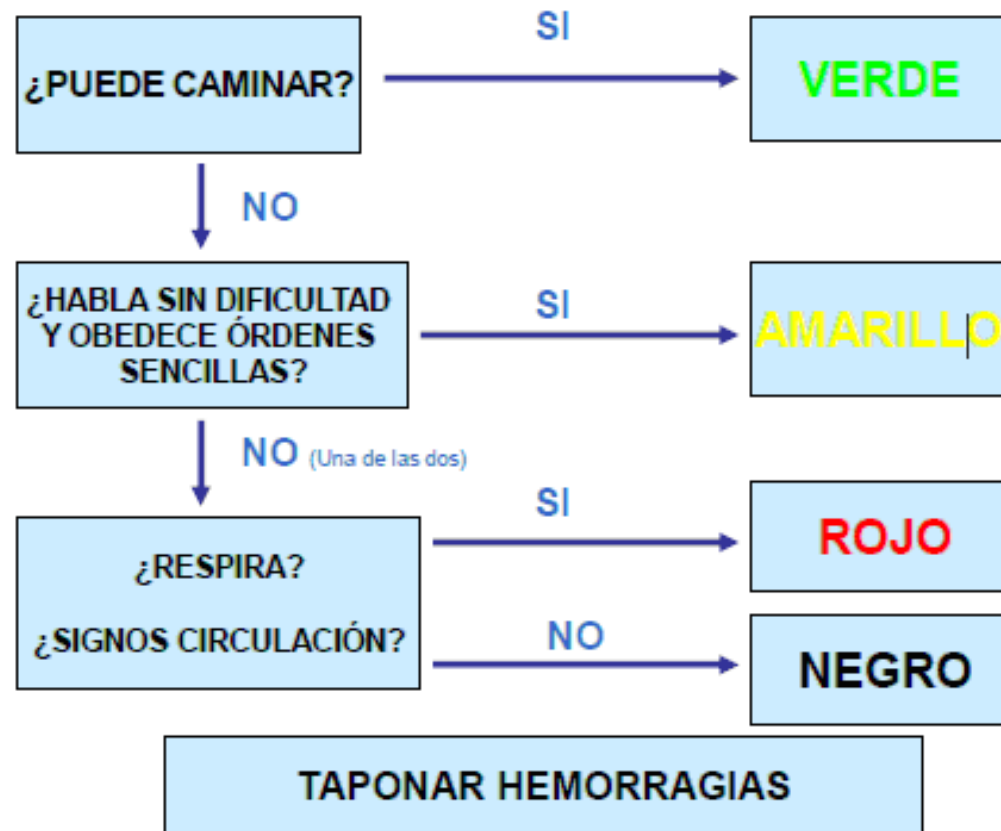 SI
¿PUEDE CAMINAR?
VERDE
NO
¿HABLA SIN DIFICULTAD
Y OBEDECE ÓRDENES
SENCILLAS?
SI
AMARILLO
NO (Una de las dos)
¿RESPIRA?
¿SIGNOS CIRCULACIÓN?
SI
ROJO
NO
NEGRO
TAPONAR HEMORRAGIAS